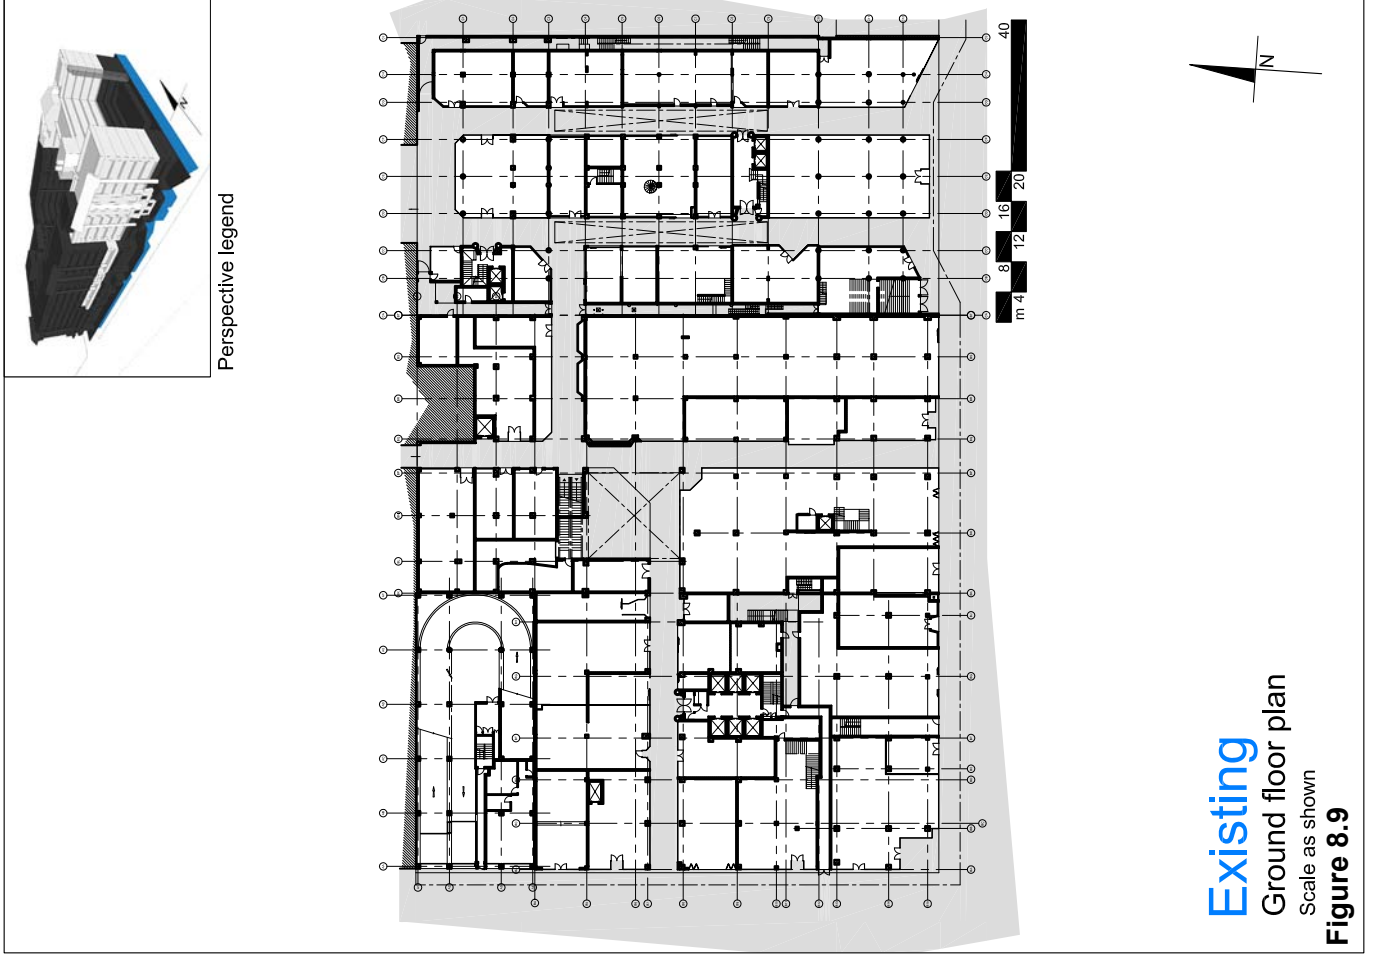 Perspective legend
N
40
20
16
12
8
m 4
Existing
Ground floor plan
Scale as shown
Figure 8.9